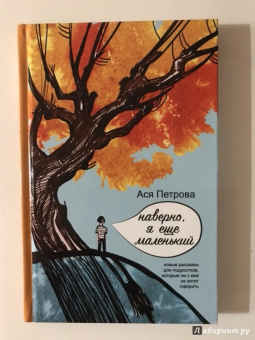 Ася Петрова
наверно,
я еще
маленький
новые рассказы
для подростков,
которые ни с кем
не хотят
говорить
Лабиринт.ру